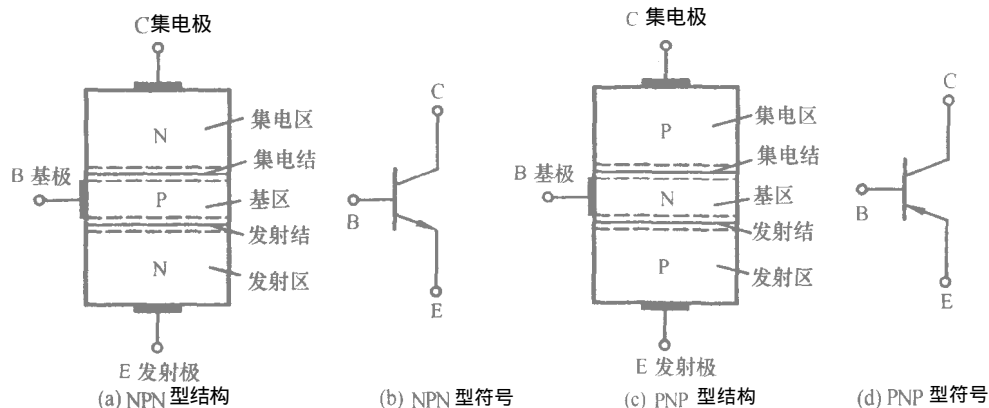 C集电极
N
集电区
集电结
B 基极
P
基区
发射结
N
发射区
E 发射极
(a) NPN 型结构
C
B
E
(b) NPN 型符号
C 集电极
P
集电区
集电结
B 基极
N
基区
发射结
P
发射区
E 发射极
(c) PNP 型结构
C
B
E
(d) PNP 型符号